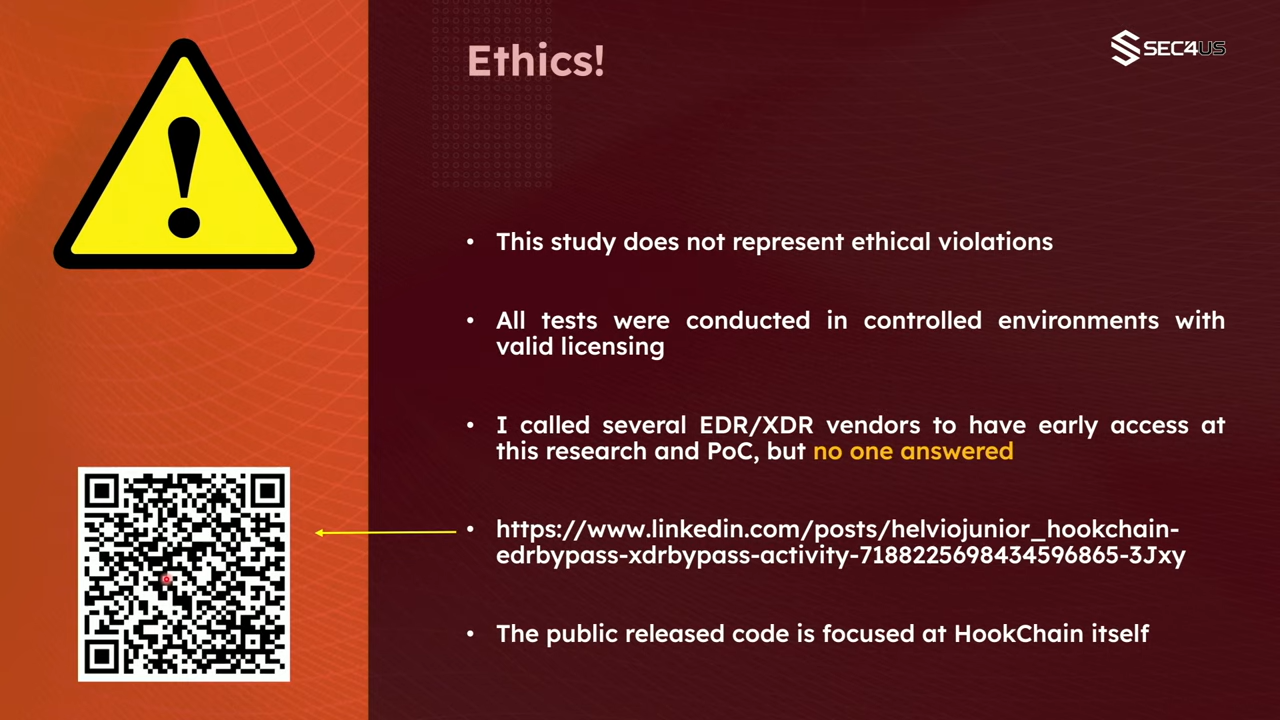 Ethics!
SEC4US
• This study does not represent ethical violations
• All tests were conducted in controlled environments with
valid licensing
• I called several EDR/XDR vendors to have early access at
this research and PoC, but no one answered
• https://www.linkedin.com/posts/helviojunior_hookchain-
edrbypass-xdrbypass-activity-7188225698434596865-3Jxy
• The public released code is focused at HookChain itself